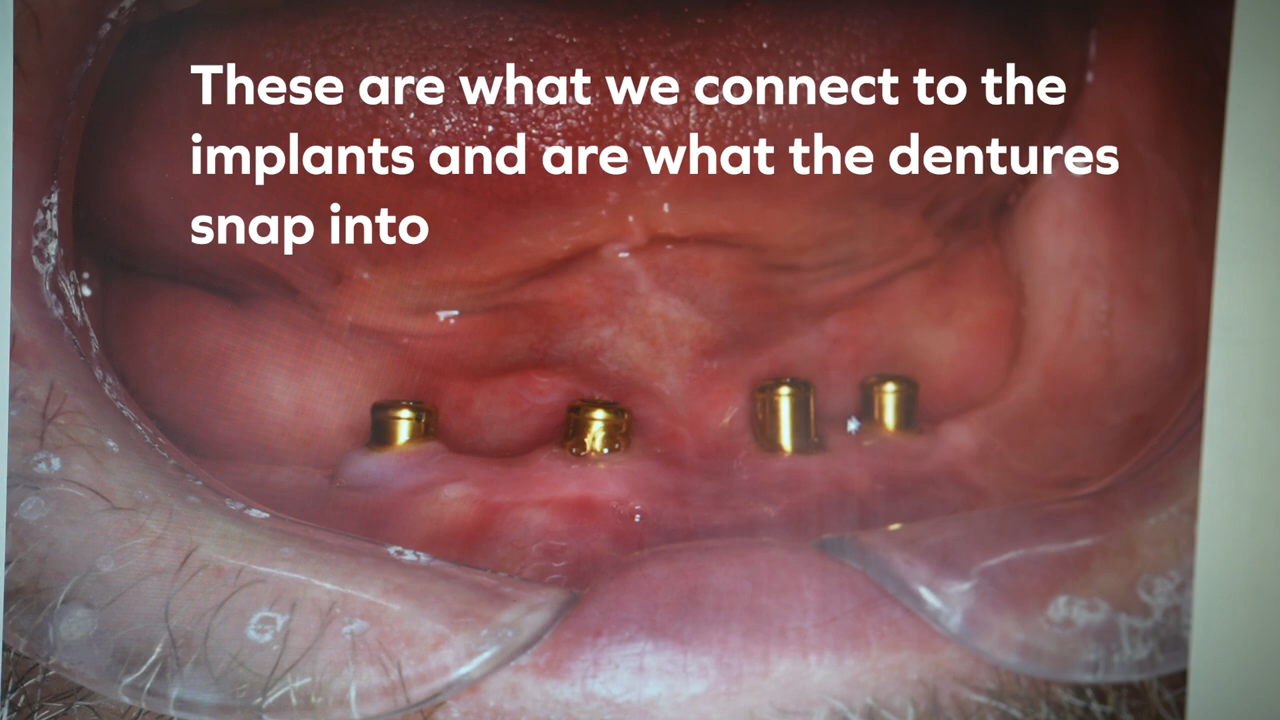 These are what we connect to the
implants and are what the dentures
snap into